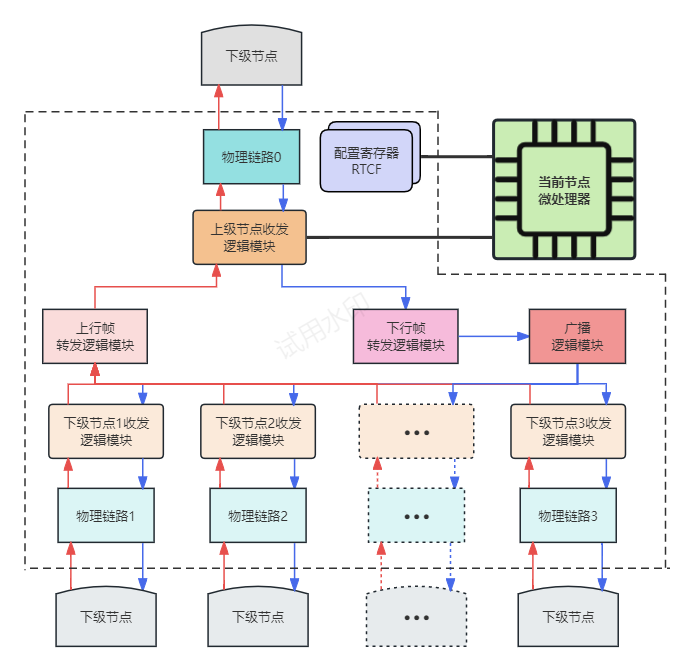 下级节点
物理链路0
配置寄存器
RTCF
当前节点
微处理器
上级节点收发
逻辑模块
试用水印
上行帧
转发逻辑模块
下行帧
转发逻辑模块
广播
逻辑模块
下级节点1收发
逻辑模块
下级节点2收发
逻辑模块
•••
下级节点3收发
逻辑模块
物理链路1
物理链路2
•••
物理链路3
下级节点
下级节点
•••
下级节点